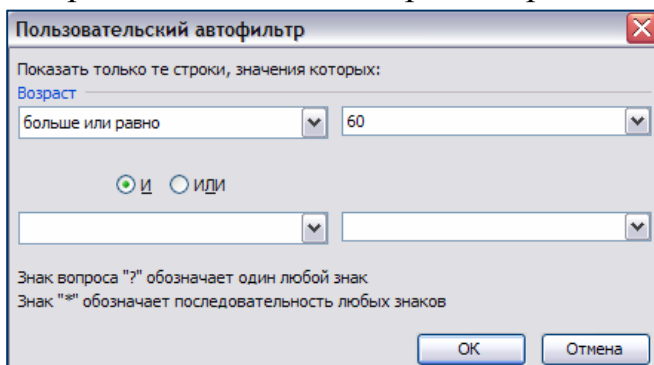 Пользовательский автофильтр
Показать только те строки, значения которых:
Возраст
больше или равно 60
И ИЛИ
Знак вопроса "?" обозначает один любой знак
Знак "*" обозначает последовательность любых знаков
ОК Отмена